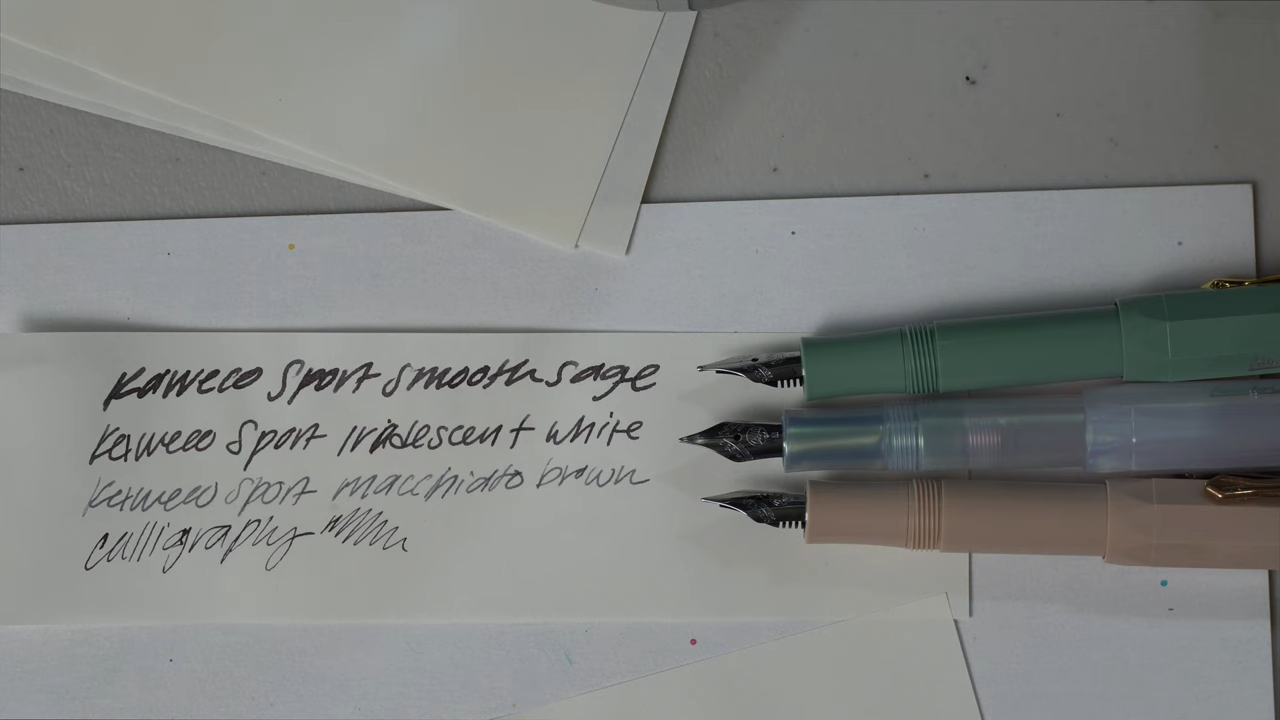 Kaweco Sport smooth sage
Kaweco Sport Iridescent white
Kaweco Sport macchiato brown
calligraphy